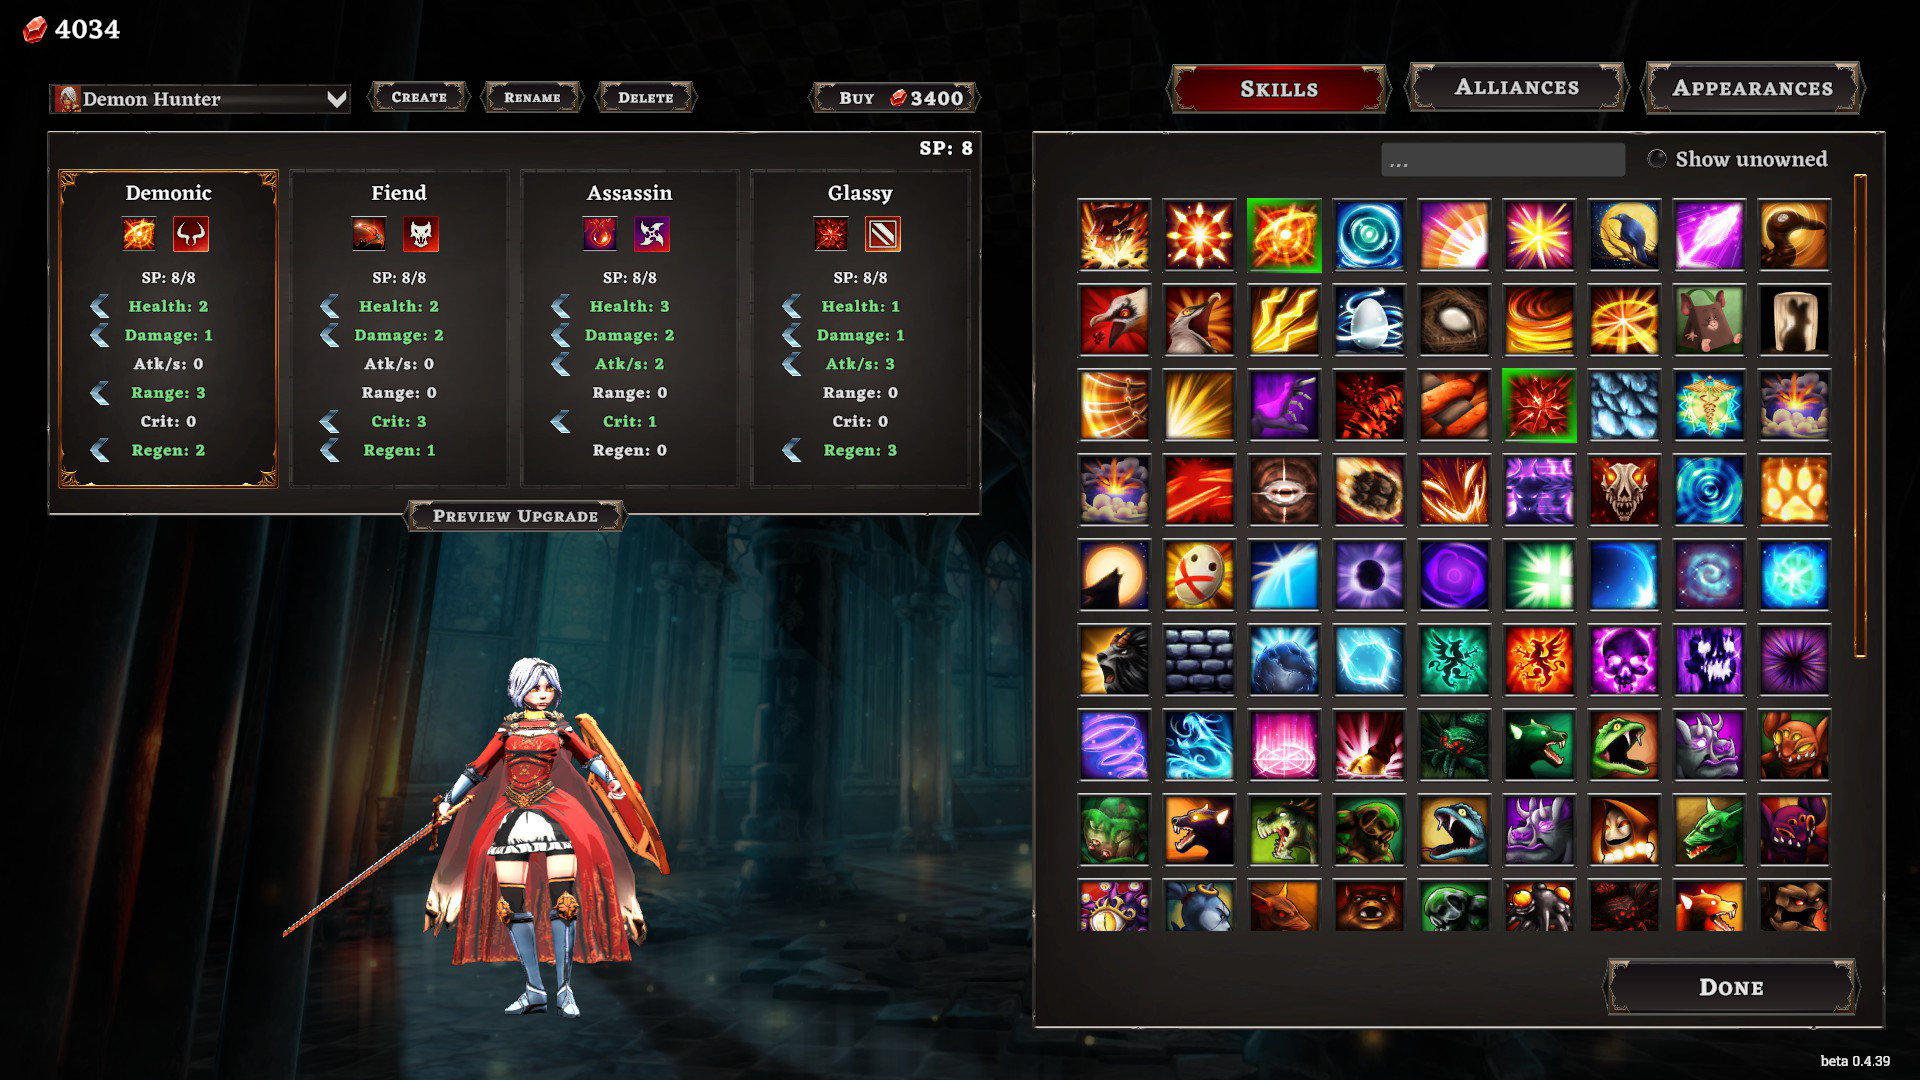 4034
Demon Hunter
Create
Rename
Delete
Buy 3400
Skills
Alliances
Appearances
SP: 8
...
Show unowned
Demonic
SP: 8/8
Health: 2
Damage: 1
Atk/s: 0
Range: 3
Crit: 0
Regen: 2
Fiend
SP: 8/8
Health: 2
Damage: 2
Atk/s: 0
Range: 0
Crit: 3
Regen: 1
Assassin
SP: 8/8
Health: 3
Damage: 2
Atk/s: 2
Range: 0
Crit: 1
Regen: 0
Glassy
SP: 8/8
Health: 1
Damage: 1
Atk/s: 3
Range: 0
Crit: 0
Regen: 3
Preview Upgrade
Done
beta 0.4.39